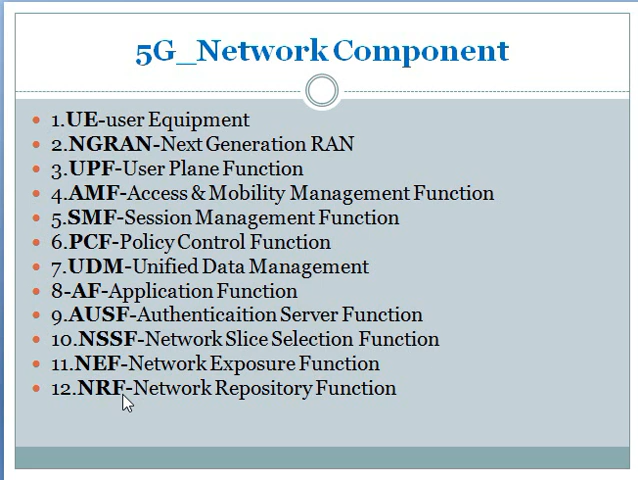 5G_Network Component
1.UE-user Equipment
2.NGRAN-Next Generation RAN
3.UPF-User Plane Function
4.AMF-Access & Mobility Management Function
5.SMF-Session Management Function
6.PCF-Policy Control Function
7.UDM-Unified Data Management
8-AF-Application Function
9.AUSF-Authenticaition Server Function
10.NSSF-Network Slice Selection Function
11.NEF-Network Exposure Function
12.NRF-Network Repository Function